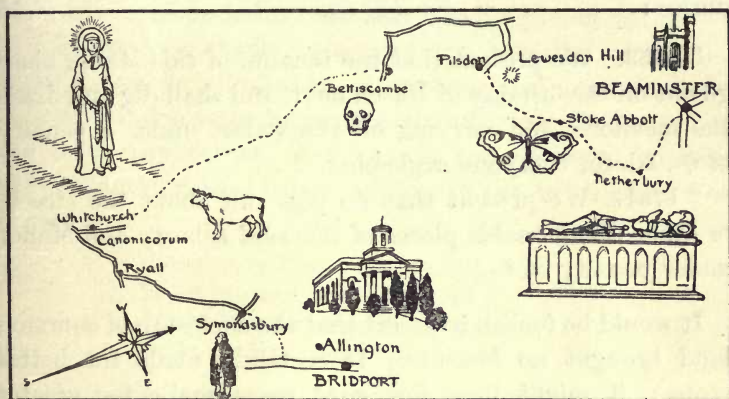 Pilsdon
Lewesdon Hill
BEAMINSTER
Bettiscombe
Stoke Abbott
Netherbury
Whitchurch
Canonicorum
Ryall
Symondsbury
Allington
BRIDPORT
S
E